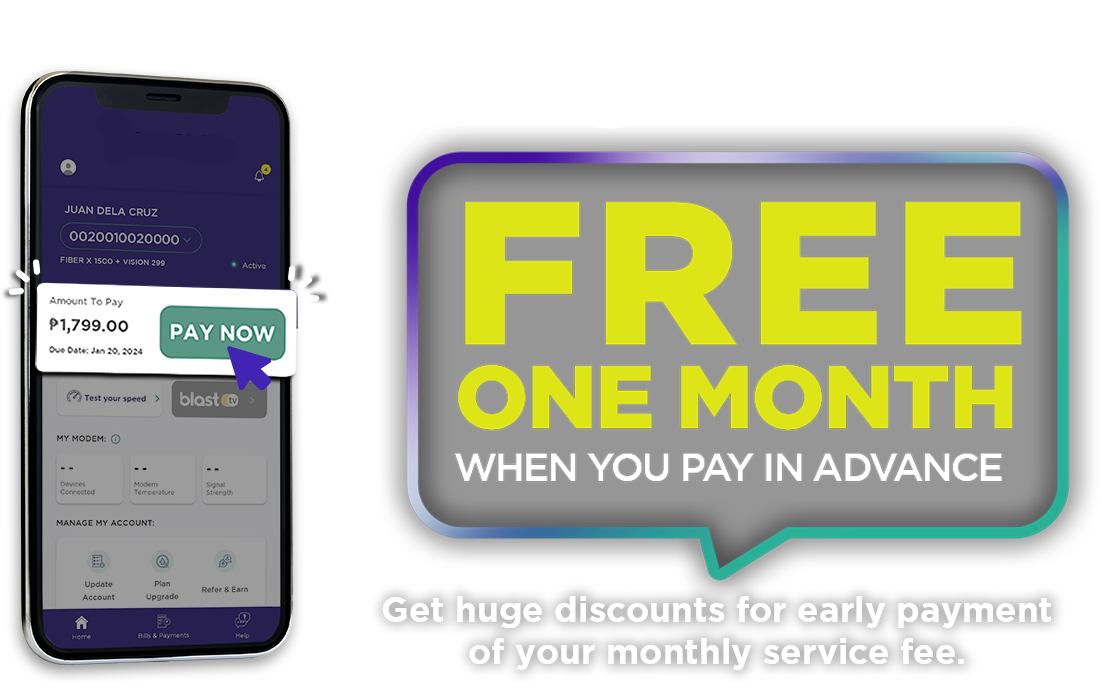 4
JUAN DELA CRUZ
0020010020000
FIBER X 1500 + VISION 299
Active
Amount To Pay
₱1,799.00
Due Date: Jan 20, 2024
PAY NOW
Test your speed
blast tv
MY MODEM:
-- -- --
Devices Connected
Modem Temperature
Signal Strength
MANAGE MY ACCOUNT:
Update Account
Plan Upgrade
Refer & Earn
Home
Bills & Payments
Help
FREE
ONE MONTH
WHEN YOU PAY IN ADVANCE
Get huge discounts for early payment
of your monthly service fee.